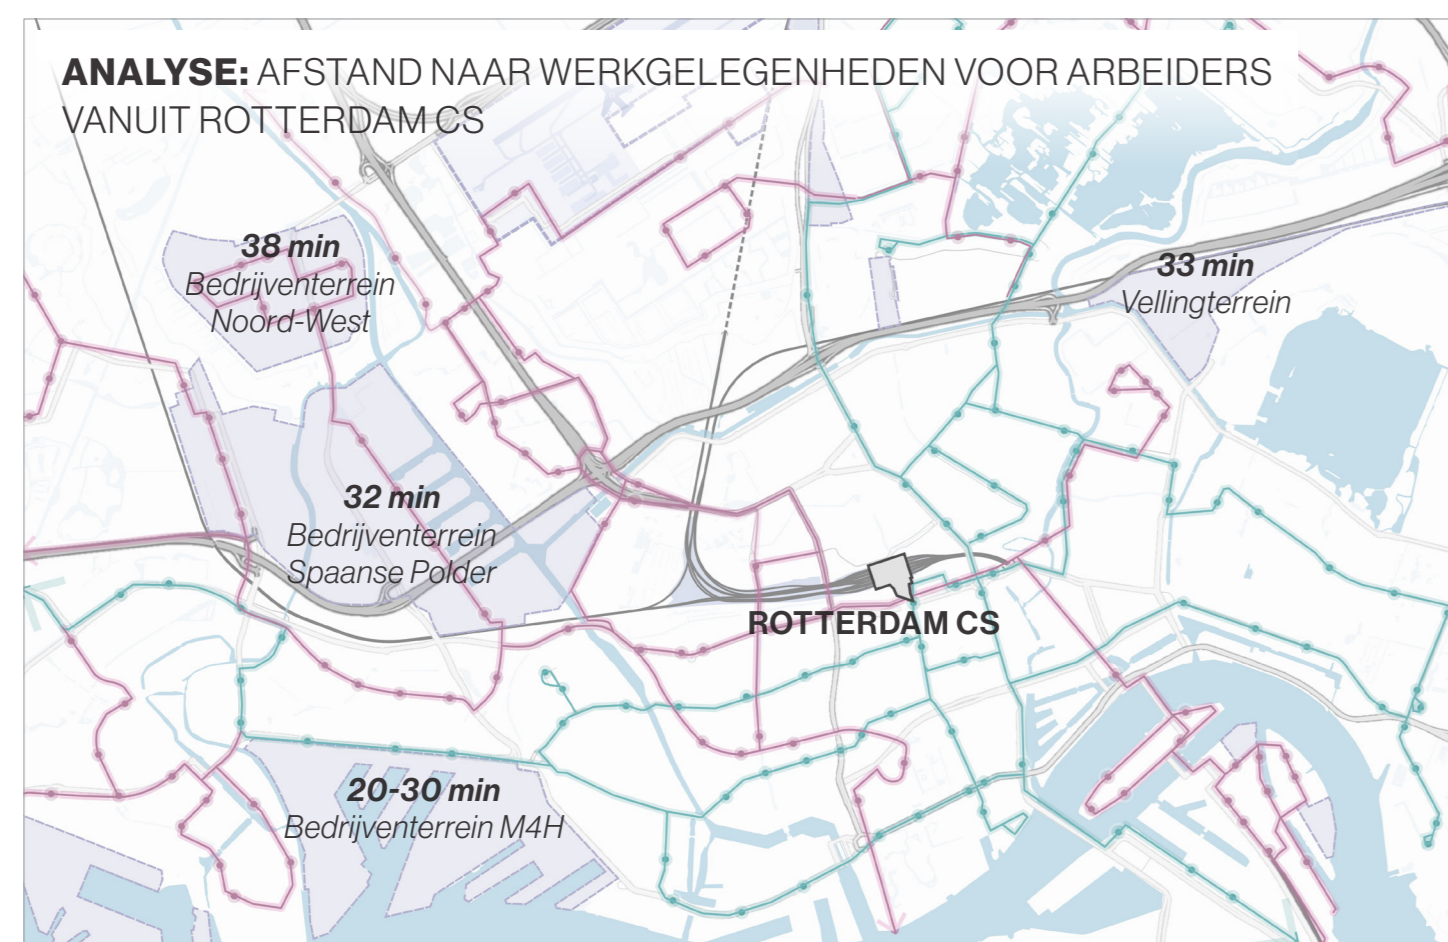 ANALYSE: AFSTAND NAAR WERKGELEGENHEDEN VOOR ARBEIDERS
VANUIT ROTTERDAM CS
38 min
Bedrijventerrein
Noord-West
33 min
Vellingterrein
32 min
Bedrijventerrein
Spaanse Polder
ROTTERDAM CS
20-30 min
Bedrijventerrein M4H